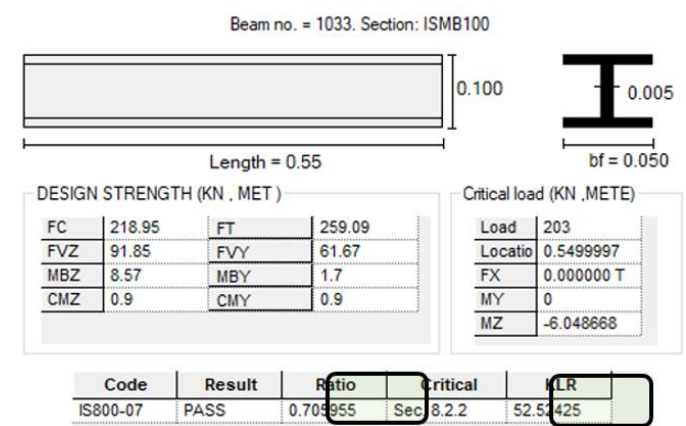 Beam no. = 1033. Section: ISMB100
0.100
0.005
Length = 0.55
bf = 0.050
DESIGN STRENGTH (KN , MET )
Critical load (KN ,METE)
FC 218.95 FT 259.09
FVZ 91.85 FVY 61.67
MBZ 8.57 MBY 1.7
CMZ 0.9 CMY 0.9
Load 203
Locatio 0.5499997
FX 0.000000 T
MY 0
MZ -6.048668
Code Result Ratio Critical KLR
IS800-07 PASS 0.705955 Sec. 8.2.2 52.52425